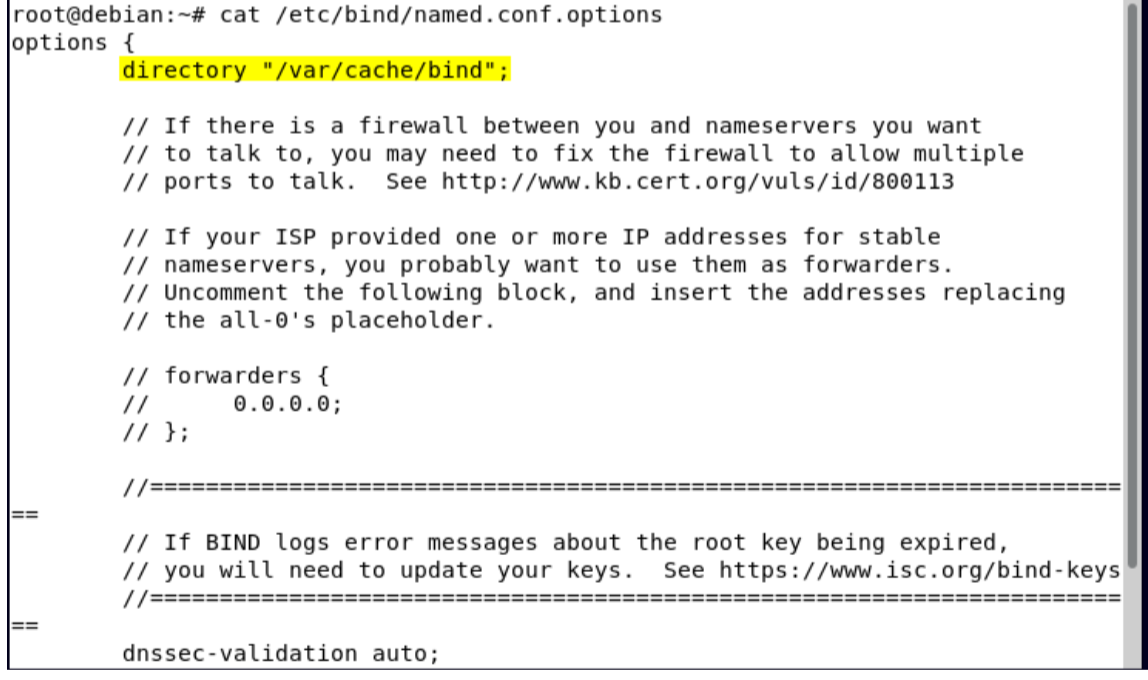 root@debian:~# cat /etc/bind/named.conf.options
options {
        directory "/var/cache/bind";

        // If there is a firewall between you and nameservers you want
        // to talk to, you may need to fix the firewall to allow multiple
        // ports to talk.  See http://www.kb.cert.org/vuls/id/800113

        // If your ISP provided one or more IP addresses for stable
        // nameservers, you probably want to use them as forwarders.
        // Uncomment the following block, and insert the addresses replacing
        // the all-0's placeholder.

        // forwarders {
        //      0.0.0.0;
        // };

        //======================================================================
==
        // If BIND logs error messages about the root key being expired,
        // you will need to update your keys.  See https://www.isc.org/bind-keys
        //======================================================================
==
        dnssec-validation auto;